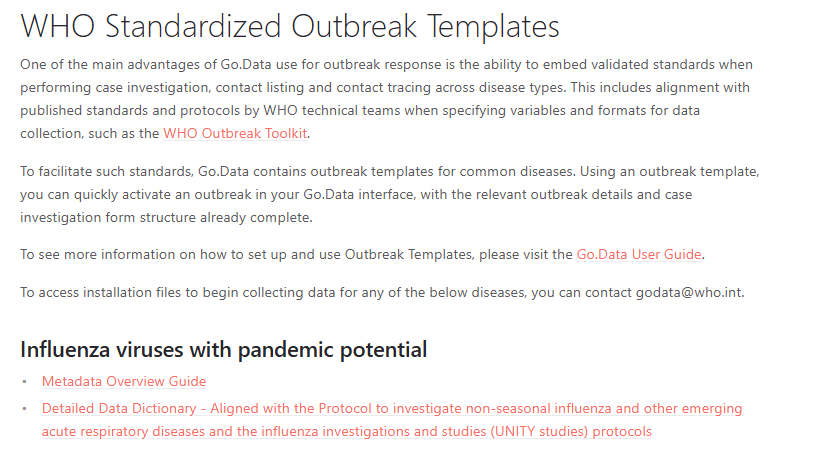 WHO Standardized Outbreak Templates
One of the main advantages of Go.Data use for outbreak response is the ability to embed validated standards when
performing case investigation, contact listing and contact tracing across disease types. This includes alignment with
published standards and protocols by WHO technical teams when specifying variables and formats for data
collection, such as the WHO Outbreak Toolkit.
To facilitate such standards, Go.Data contains outbreak templates for common diseases. Using an outbreak template,
you can quickly activate an outbreak in your Go.Data interface, with the relevant outbreak details and case
investigation form structure already complete.
To see more information on how to set up and use Outbreak Templates, please visit the Go.Data User Guide.
To access installation files to begin collecting data for any of the below diseases, you can contact godata@who.int.
Influenza viruses with pandemic potential
• Metadata Overview Guide
• Detailed Data Dictionary - Aligned with the Protocol to investigate non-seasonal influenza and other emerging
acute respiratory diseases and the influenza investigations and studies (UNITY studies) protocols